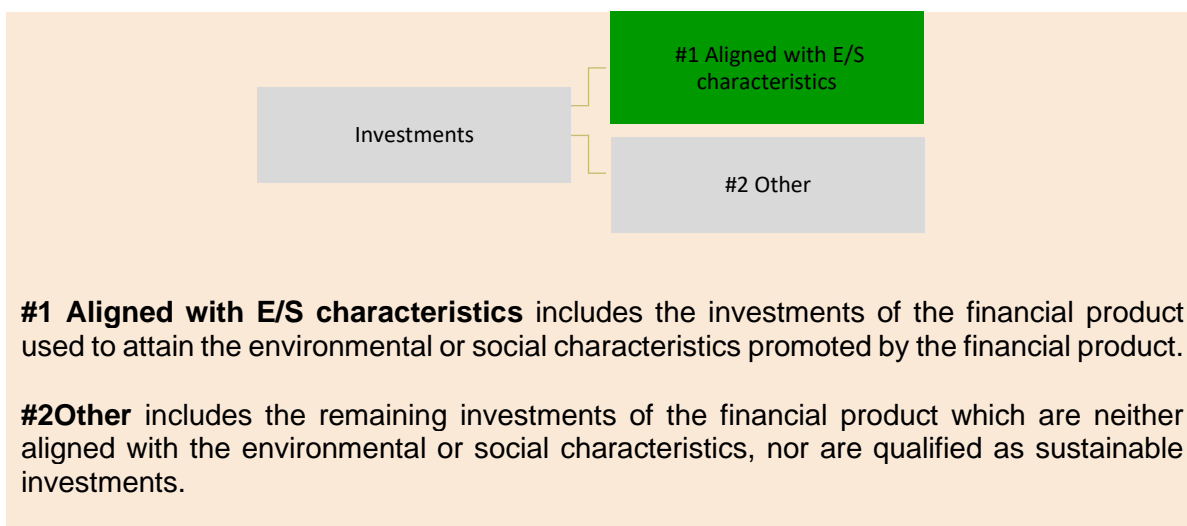 #1 Aligned with E/S
characteristics
Investments
#2 Other
#1 Aligned with E/S characteristics includes the investments of the financial product
used to attain the environmental or social characteristics promoted by the financial product.
#2Other includes the remaining investments of the financial product which are neither
aligned with the environmental or social characteristics, nor are qualified as sustainable
investments.